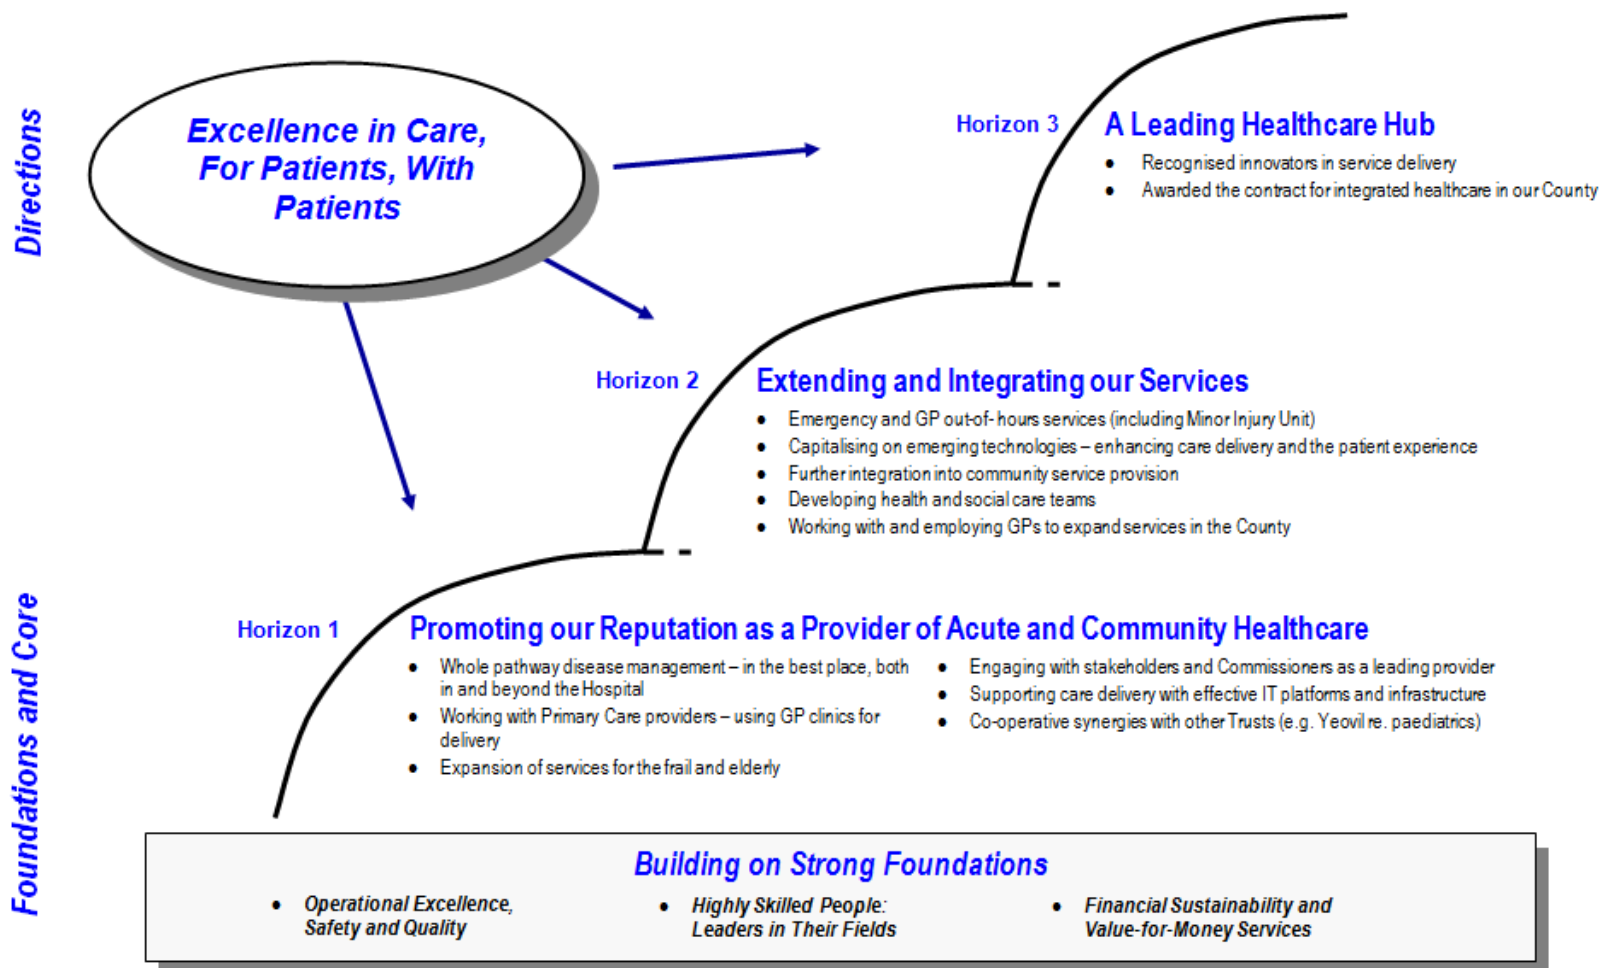 Directions
Excellence in Care,
For Patients, With
Patients
Horizon 3
A Leading Healthcare Hub
● Recognised innovators in service delivery
● Awarded the contract for integrated healthcare in our County
Horizon 2
Extending and Integrating our Services
● Emergency and GP out-of-hours services (including Minor Injury Unit)
● Capitalising on emerging technologies – enhancing care delivery and the patient experience
● Further integration into community service provision
● Developing health and social care teams
● Working with and employing GPs to expand services in the County
Foundations and Core
Horizon 1
Promoting our Reputation as a Provider of Acute and Community Healthcare
● Whole pathway disease management – in the best place, both
in and beyond the Hospital
● Working with Primary Care providers – using GP clinics for
delivery
● Expansion of services for the frail and elderly
● Engaging with stakeholders and Commissioners as a leading provider
● Supporting care delivery with effective IT platforms and infrastructure
● Co-operative synergies with other Trusts (e.g. Yeovil re. paediatrics)
Building on Strong Foundations
● Operational Excellence,
Safety and Quality
● Highly Skilled People:
Leaders in Their Fields
● Financial Sustainability and
Value-for-Money Services